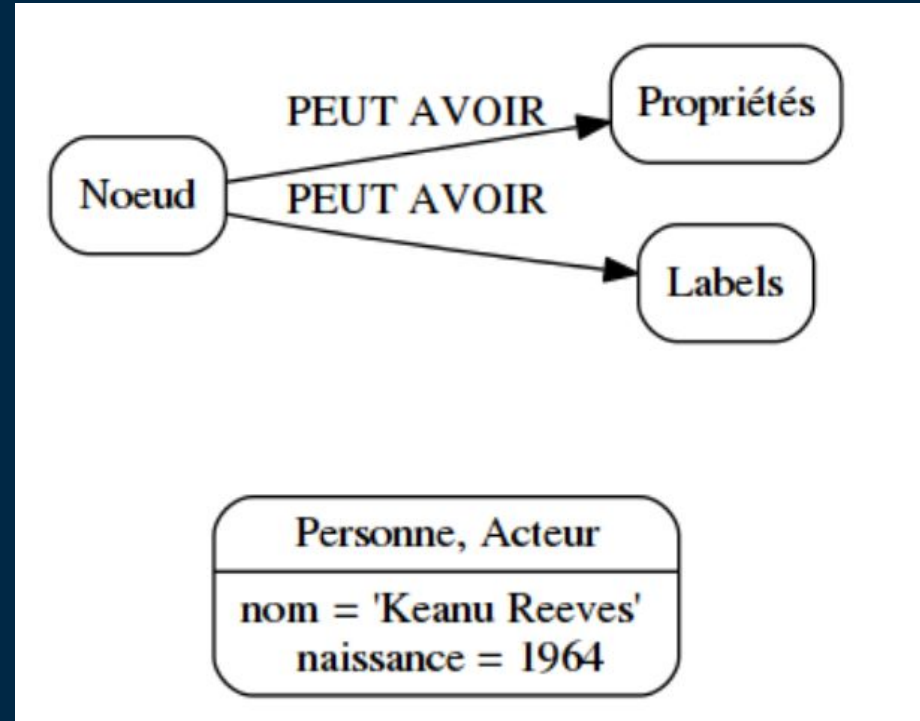 PEUT AVOIR
Propriétés
Noeud
PEUT AVOIR
Labels
Personne, Acteur
nom = 'Keanu Reeves'
naissance = 1964